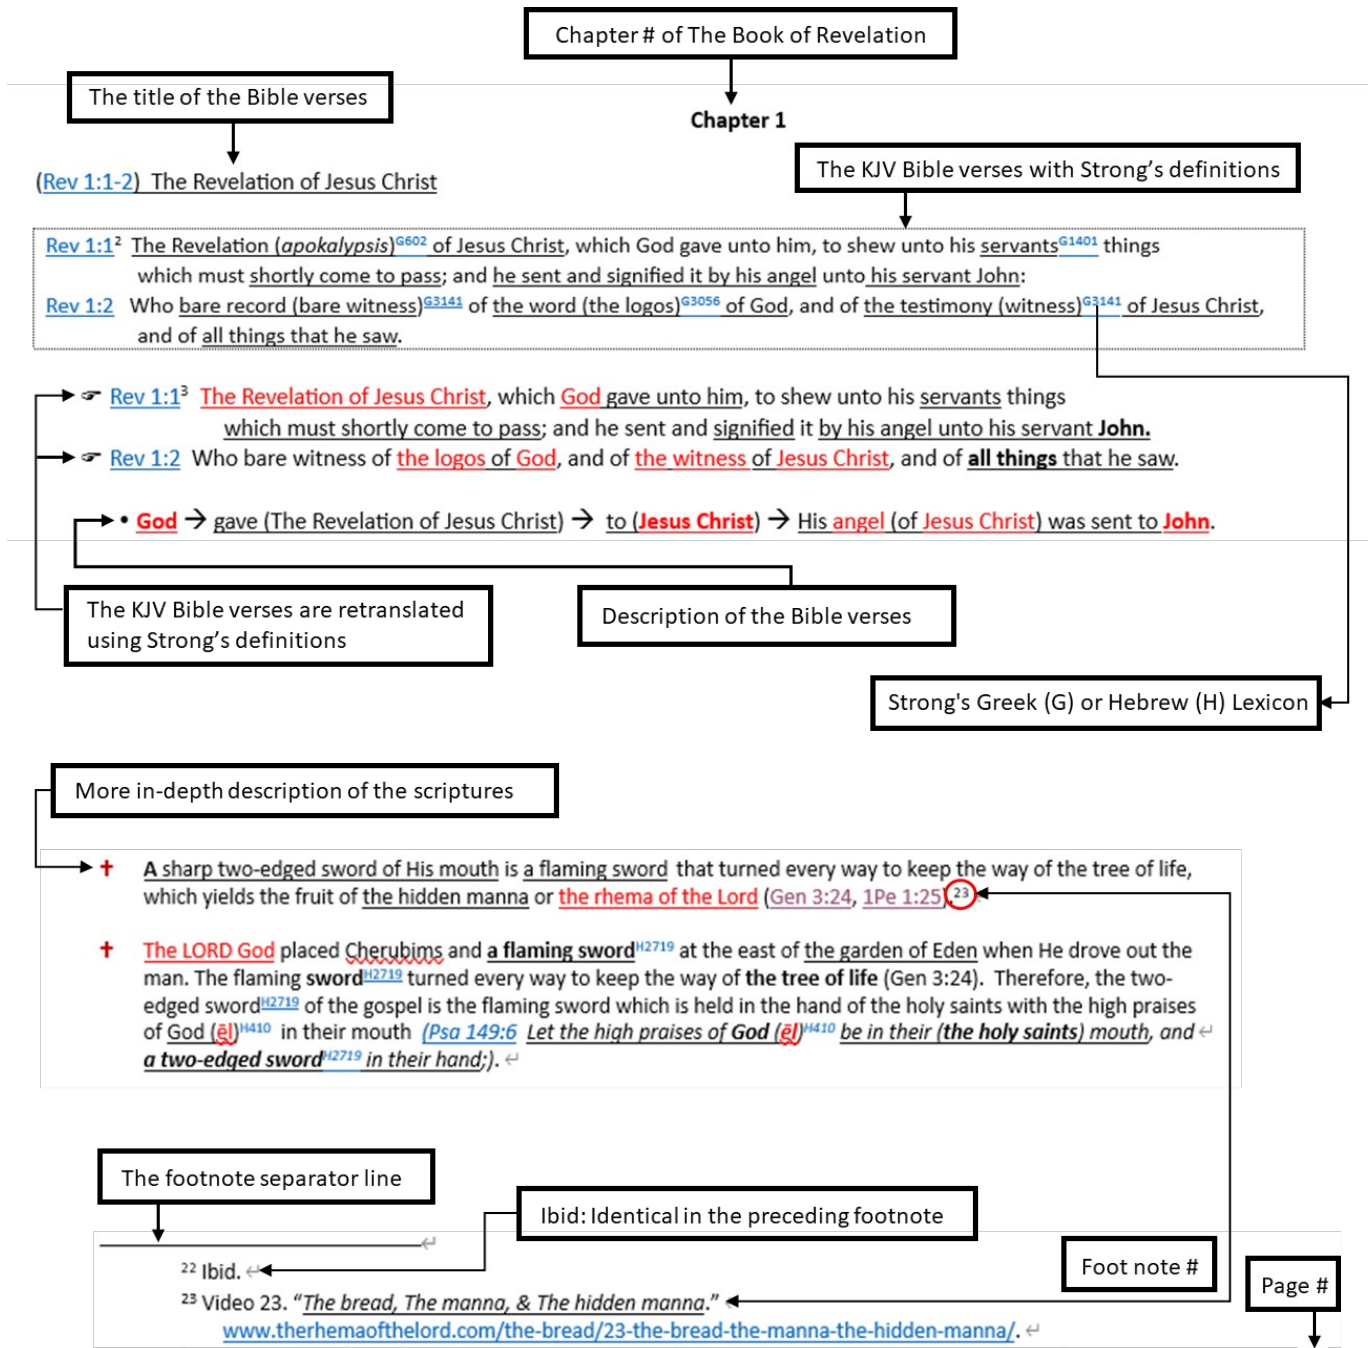 Chapter # of The Book of Revelation
The title of the Bible verses
Chapter 1
The KJV Bible verses with Strong's definitions
(Rev 1:1-2)  The Revelation of Jesus Christ
Rev 1:1² The Revelation (apokalypsis)G602 of Jesus Christ, which God gave unto him, to shew unto his servantsG1401 things
which must shortly come to pass; and he sent and signified it by his angel unto his servant John:
Rev 1:2 Who bare record (bare witness)G3141 of the word (the logos)G3056 of God, and of the testimony (witness)G3141 of Jesus Christ,
and of all things that he saw.
☞ Rev 1:1³ The Revelation of Jesus Christ, which God gave unto him, to shew unto his servants things
which must shortly come to pass; and he sent and signified it by his angel unto his servant John.
☞ Rev 1:2 Who bare witness of the logos of God, and of the witness of Jesus Christ, and of all things that he saw.
• God → gave (The Revelation of Jesus Christ) → to (Jesus Christ) → His angel (of Jesus Christ) was sent to John.
The KJV Bible verses are retranslated
using Strong's definitions
Description of the Bible verses
Strong's Greek (G) or Hebrew (H) Lexicon
More in-depth description of the scriptures
✝ A sharp two-edged sword of His mouth is a flaming sword that turned every way to keep the way of the tree of life,
which yields the fruit of the hidden manna or the rhema of the Lord (Gen 3:24, 1Pe 1:25).²³
✝ The LORD God placed Cherubims and a flaming swordH2719 at the east of the garden of Eden when He drove out the
man. The flaming swordH2719 turned every way to keep the way of the tree of life (Gen 3:24). Therefore, the two-
edged swordH2719 of the gospel is the flaming sword which is held in the hand of the holy saints with the high praises
of God (ēl)H410 in their mouth (Psa 149:6 Let the high praises of God (ēl)H410 be in their (the holy saints) mouth, and ↵
a two-edged swordH2719 in their hand;). ↵
The footnote separator line
Ibid: Identical in the preceding footnote
Foot note #
Page #
²² Ibid. ↵
²³ Video 23. "The bread, The manna, & The hidden manna."
www.therhemaofthelord.com/the-bread/23-the-bread-the-manna-the-hidden-manna/. ↵